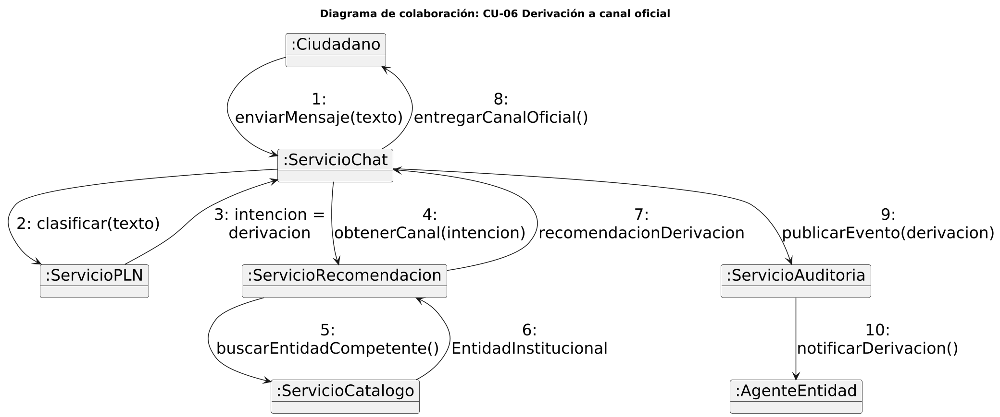 Diagrama de colaboración: CU-06 Derivación a canal oficial
:Ciudadano
1:
enviarMensaje(texto)
8:
entregarCanalOficial()
:ServicioChat
2: clasificar(texto)
3: intencion =
derivacion
4:
obtenerCanal(intencion)
7:
recomendacionDerivacion
9:
publicarEvento(derivacion)
:ServicioPLN
:ServicioRecomendacion
:ServicioAuditoria
5:
buscarEntidadCompetente()
6:
EntidadInstitucional
10:
notificarDerivacion()
:ServicioCatalogo
:AgenteEntidad